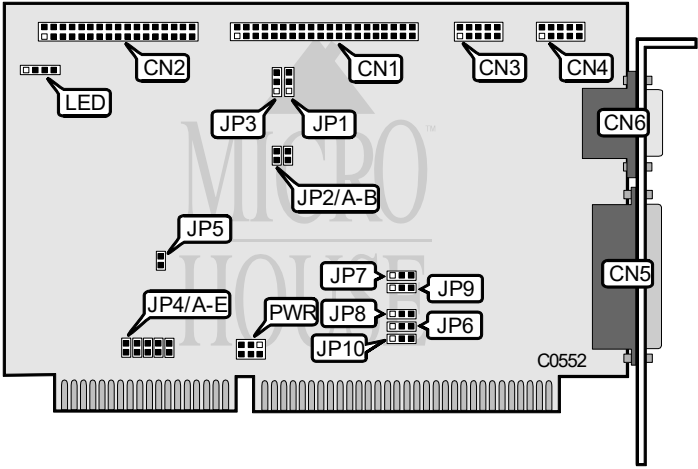 CN2
CN1
CN3
CN4
LED
JP3
JP1
CN6
MICRO
™
JP2/A-B
JP5
HOUSE
CN5
JP7
JP9
JP4/A-E
PWR
JP8
JP6
JP10
C0552